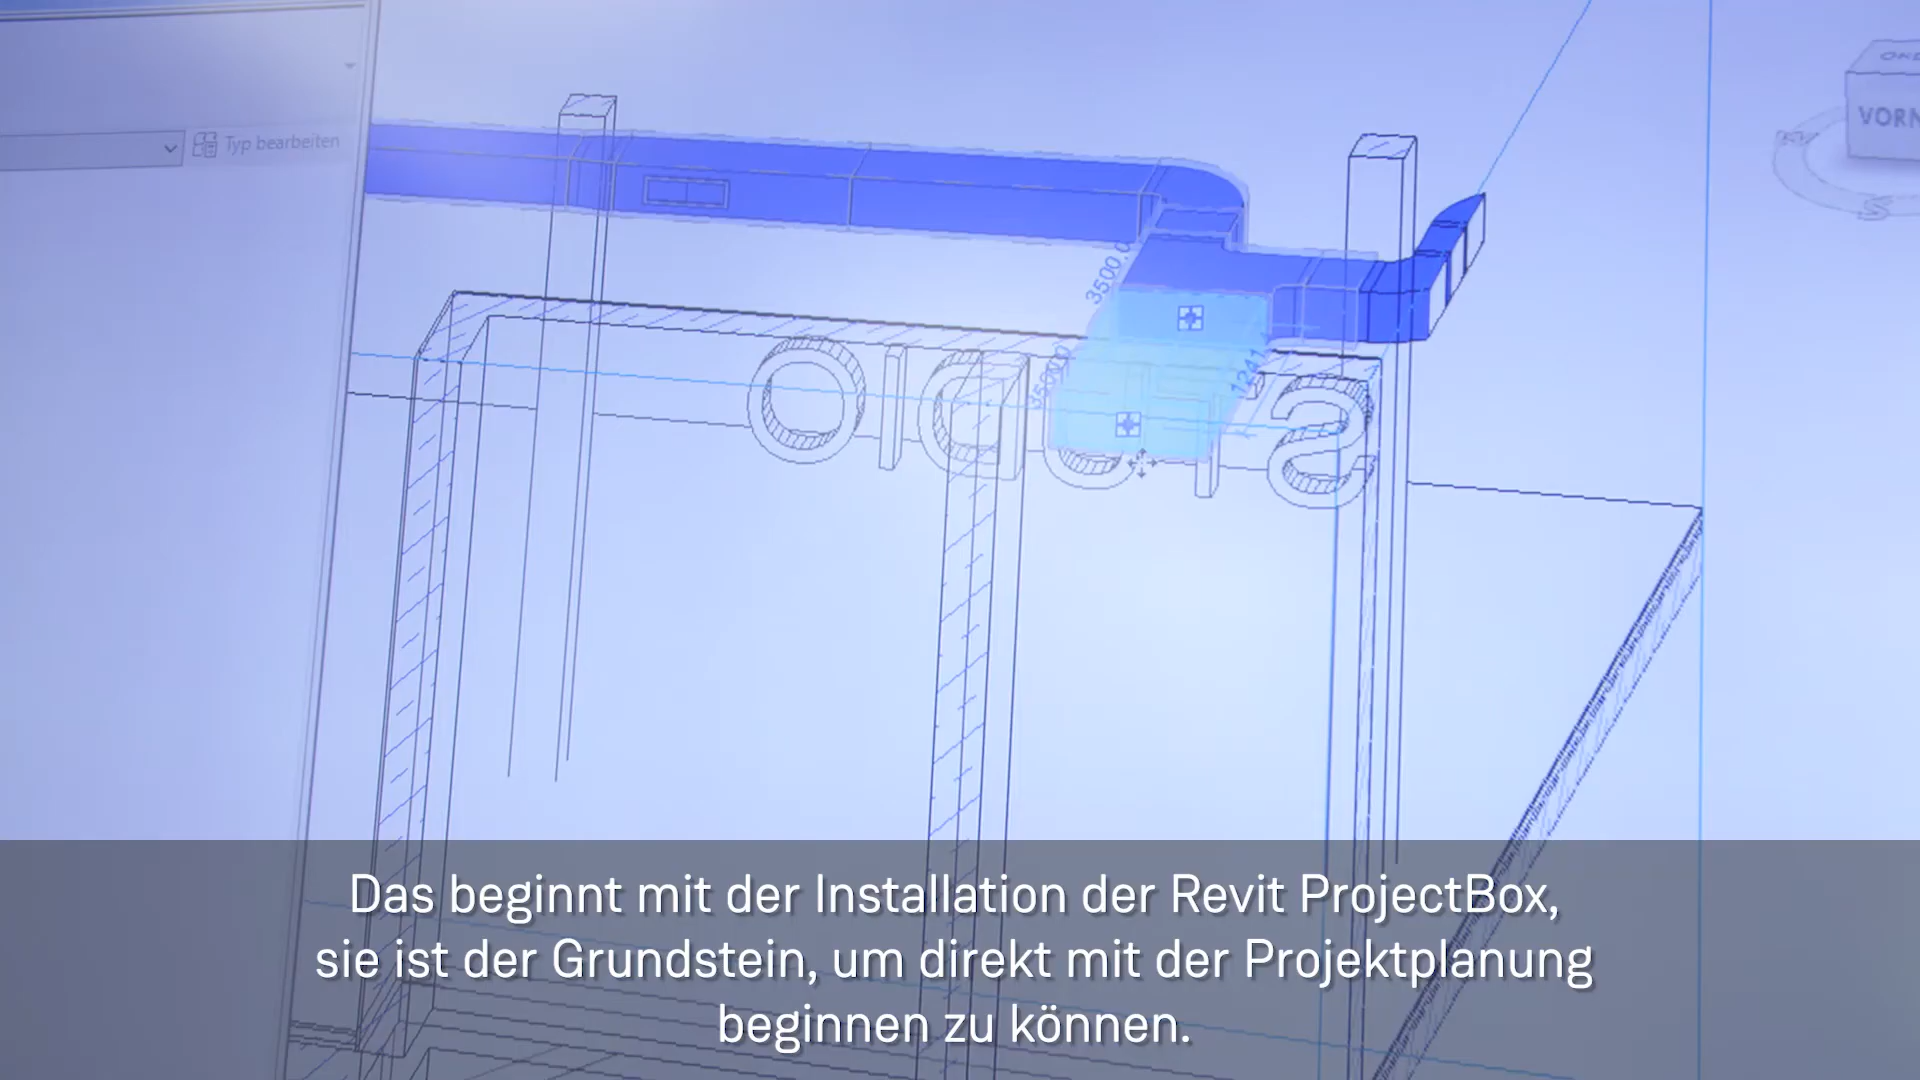 Typ bearbeiten
VORN
3500,0
3500,0
1241
STUDIO
Das beginnt mit der Installation der Revit ProjectBox,
sie ist der Grundstein, um direkt mit der Projektplanung
beginnen zu können.